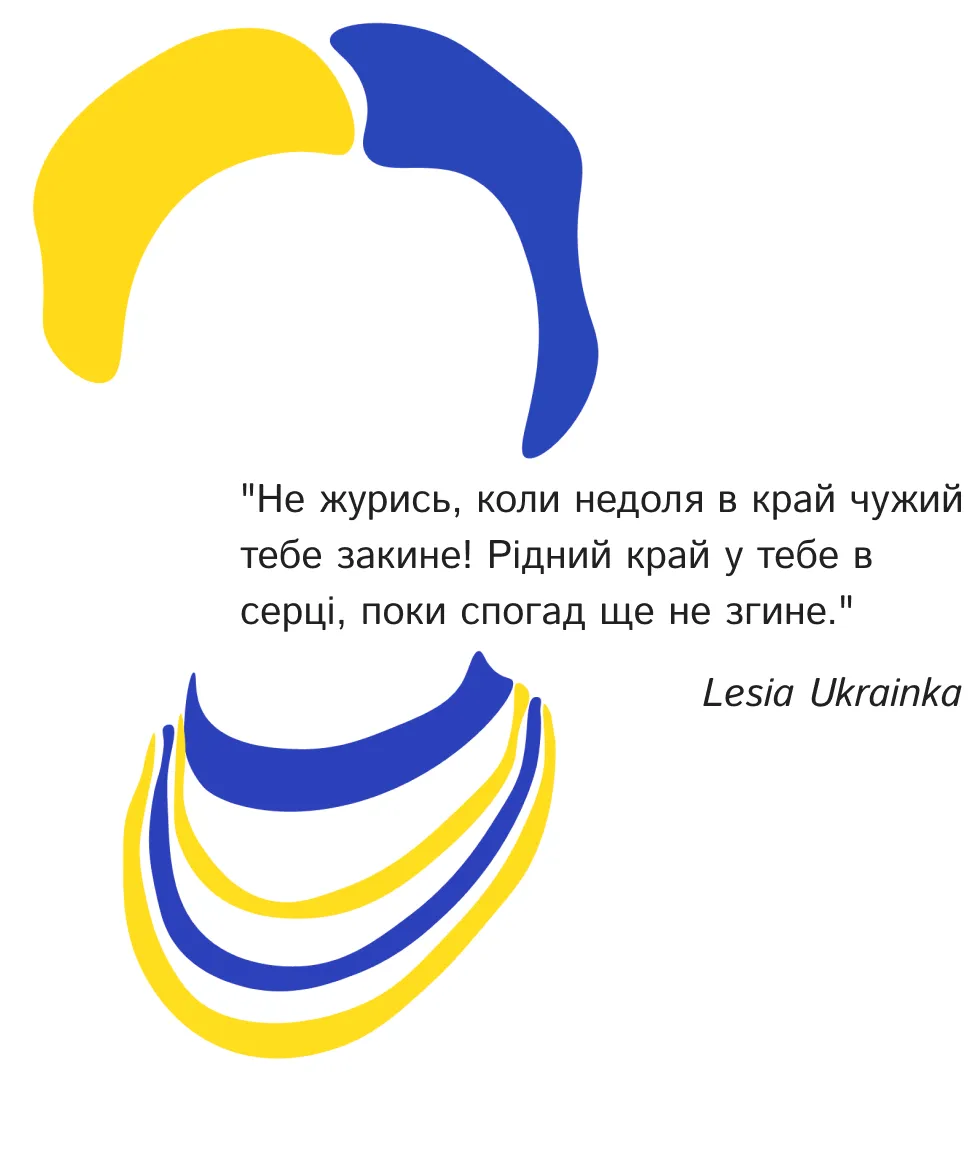 "Не журись, коли недоля в край чужий
тебе закине! Рідний край у тебе в
серці, поки спогад ще не згине."
Lesia Ukrainka